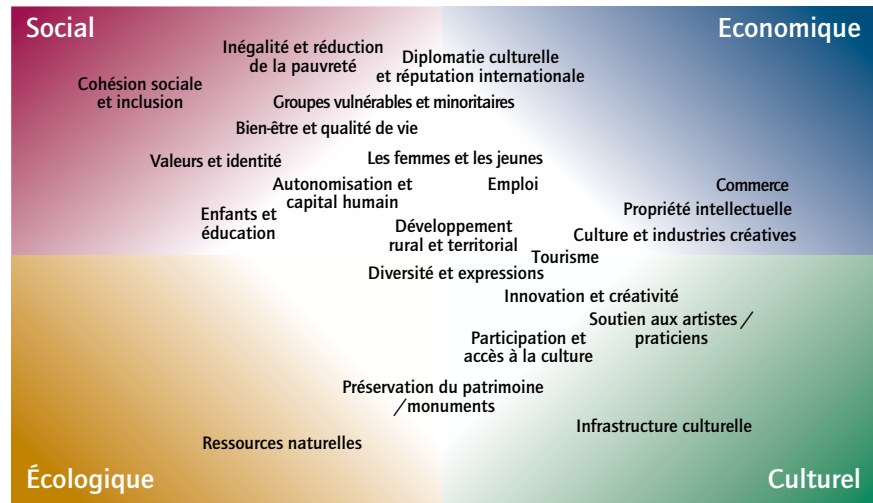 Social
Economique
Inégalité et réduction
de la pauvreté
Diplomatie culturelle
et réputation internationale
Cohésion sociale
et inclusion
Groupes vulnérables et minoritaires
Bien-être et qualité de vie
Valeurs et identité
Les femmes et les jeunes
Autonomisation et
capital humain
Emploi
Commerce
Enfants et
éducation
Propriété intellectuelle
Développement
rural et territorial
Culture et industries créatives
Tourisme
Diversité et expressions
Innovation et créativité
Soutien aux artistes /
praticiens
Participation et
accès à la culture
Préservation du patrimoine
/monuments
Infrastructure culturelle
Ressources naturelles
Écologique
Culturel